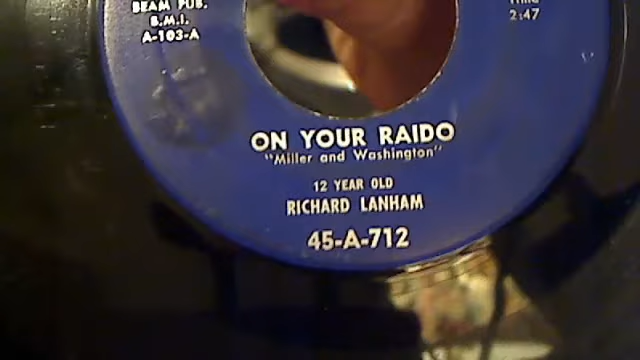 BEAM PUB.
B.M.I.
A-103-A
2:47
ON YOUR RAIDO
"Miller and Washington"
12 YEAR OLD
RICHARD LANHAM
45-A-712